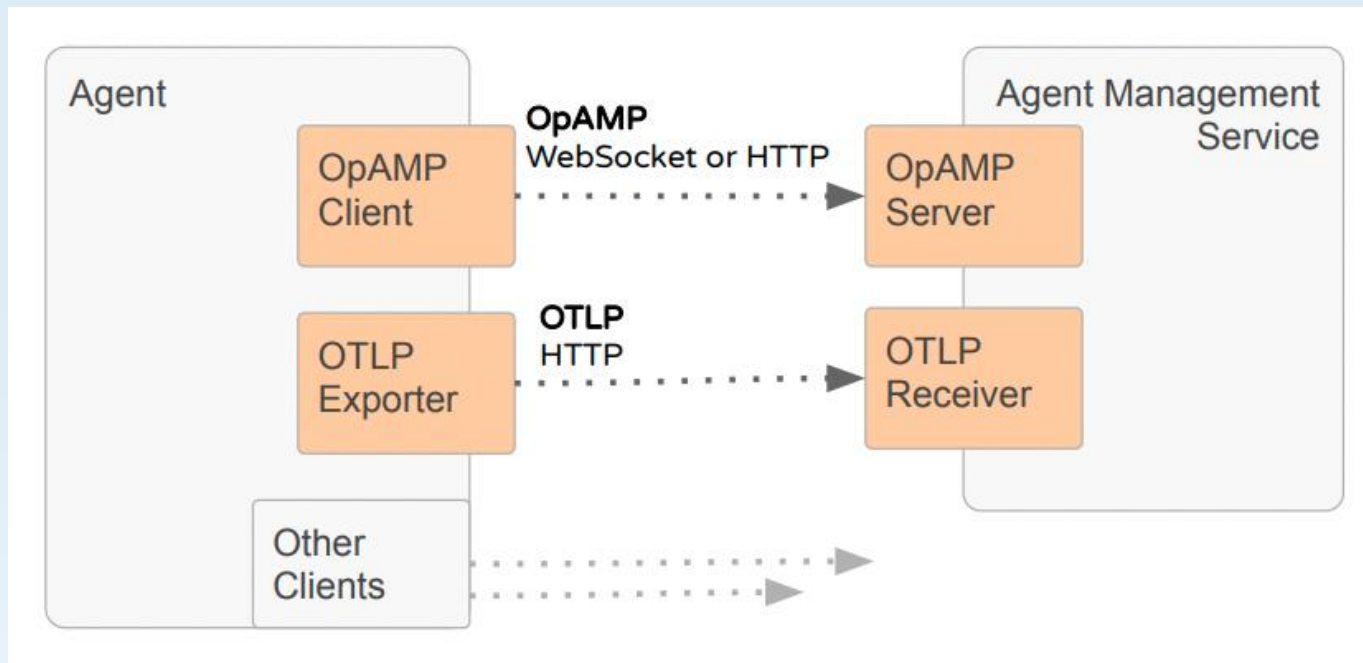 Agent
OpAMP
Client
OpAMP
WebSocket or HTTP
Agent Management
Service
OpAMP
Server
OTLP
Exporter
OTLP
HTTP
OTLP
Receiver
Other
Clients